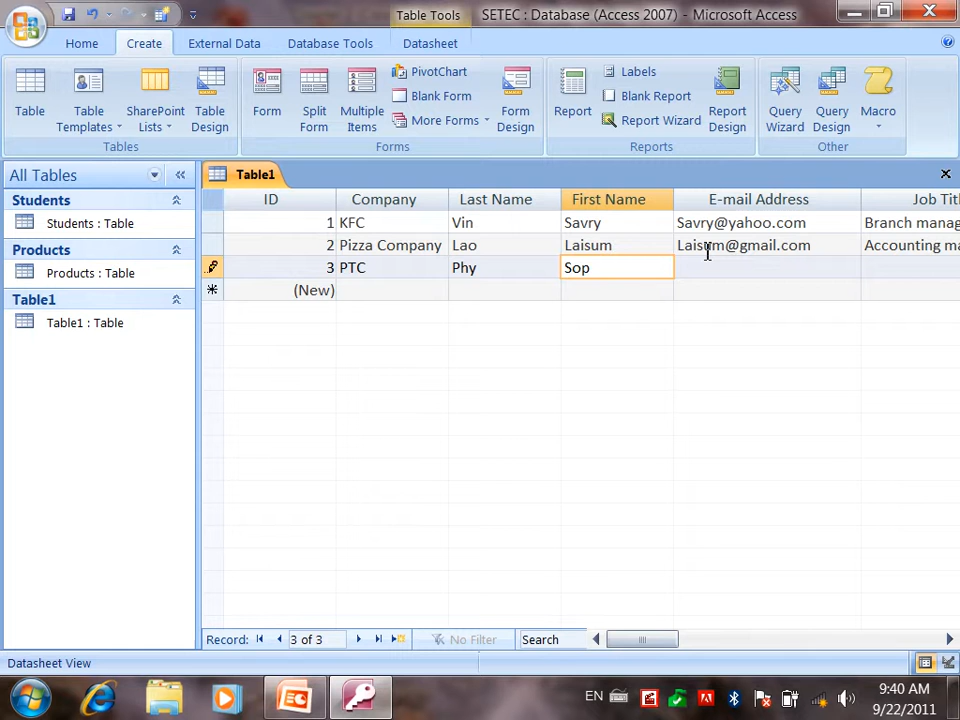 Table Tools
SETEC : Database (Access 2007) - Microsoft Access
Home Create External Data Database Tools Datasheet
Table
Table Templates
SharePoint Lists
Table Design
Tables
Form
Split Form
Multiple Items
PivotChart
Blank Form
More Forms
Form Design
Forms
Report
Labels
Blank Report
Report Wizard
Report Design
Reports
Query Wizard
Query Design
Macro
Other
All Tables
Students
Students : Table
Products
Products : Table
Table1
Table1 : Table
Table1
ID Company Last Name First Name E-mail Address Job Titl
1 KFC Vin Savry Savry@yahoo.com Branch manag
2 Pizza Company Lao Laisum Laisum@gmail.com Accounting ma
3 PTC Phy Sop
(New)
Record: 3 of 3 No Filter Search
Datasheet View
EN
9:40 AM
9/22/2011